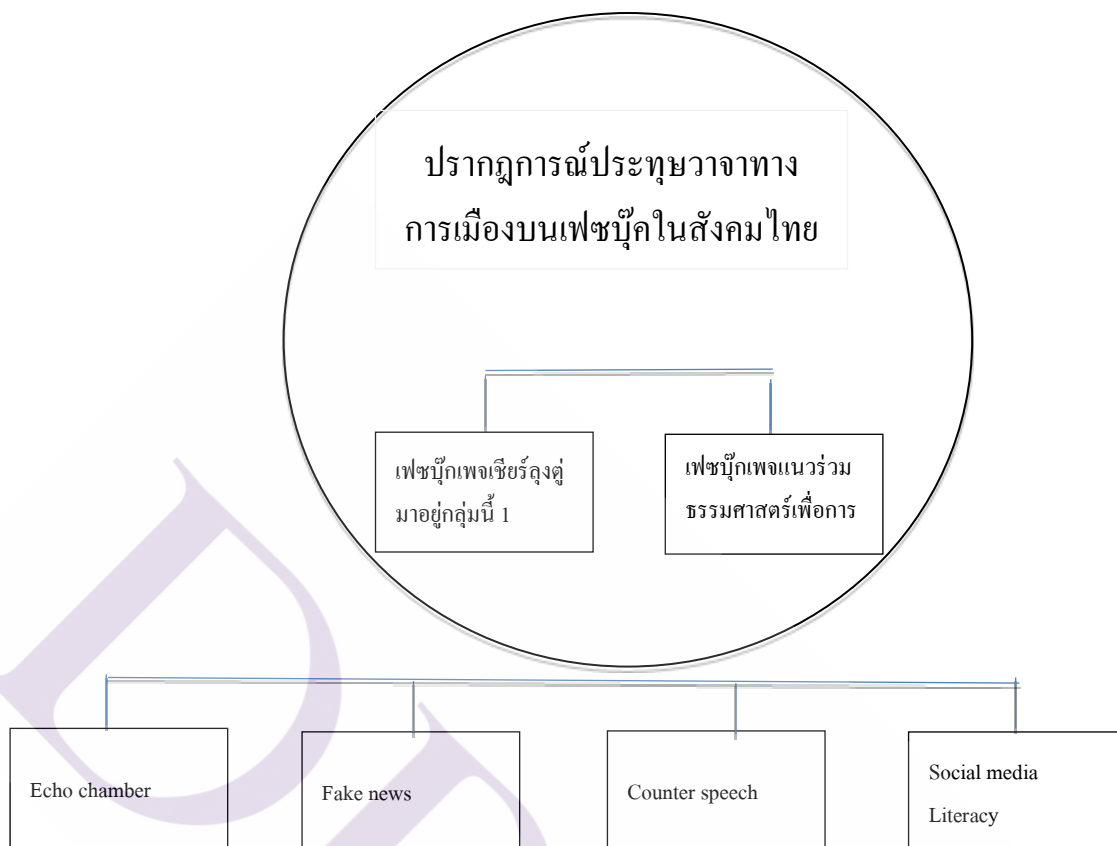 ปรากฎการณ์ประทุษวาจาทาง
การเมืองบนเฟซบุ๊คในสังคมไทย
เฟซบุ๊กเพจเชียร์ลุงตู่
มาอยู่กลุ่มนี้ 1
เฟซบุ๊กเพจแนวร่วม
ธรรมศาสตร์เพื่อการ
Echo chamber
Fake news
Counter speech
Social media
Literacy